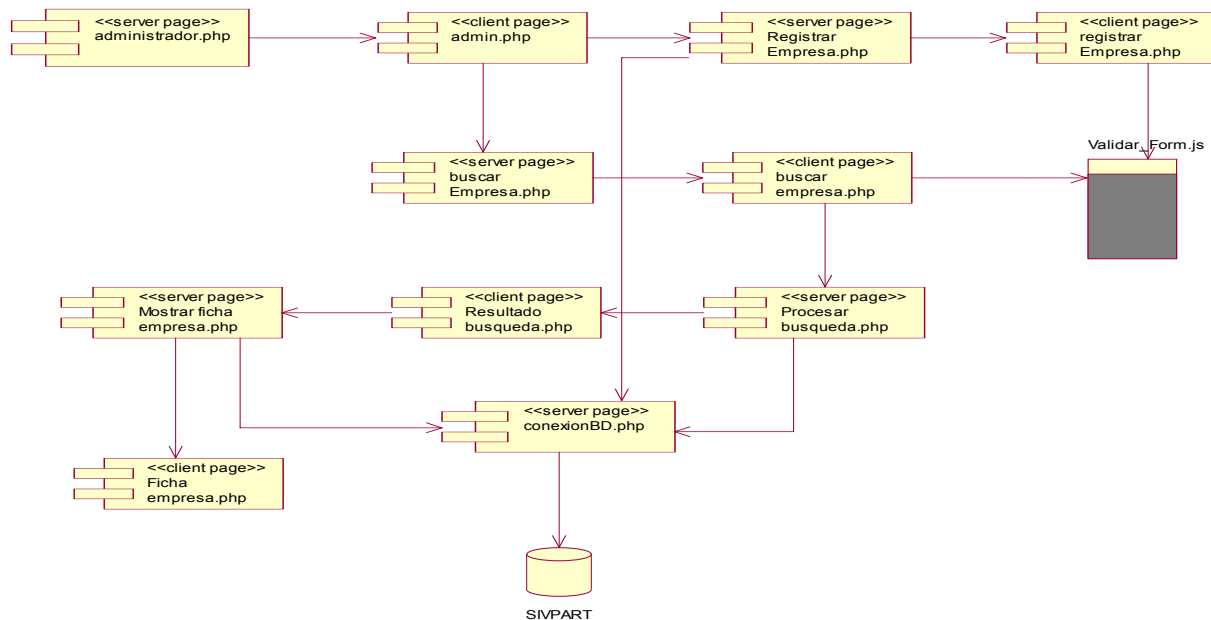 <<server page>>
administrador.php
<<client page>>
admin.php
<<server page>>
Registrar
Empresa.php
<<client page>>
registrar
Empresa.php
<<server page>>
buscar
Empresa.php
<<client page>>
buscar
empresa.php
Validar_Form.js
<<server page>>
Mostrar ficha
empresa.php
<<client page>>
Resultado
busqueda.php
<<server page>>
Procesar
busqueda.php
<<server page>>
conexionBD.php
<<client page>>
Ficha
empresa.php
SIVPART